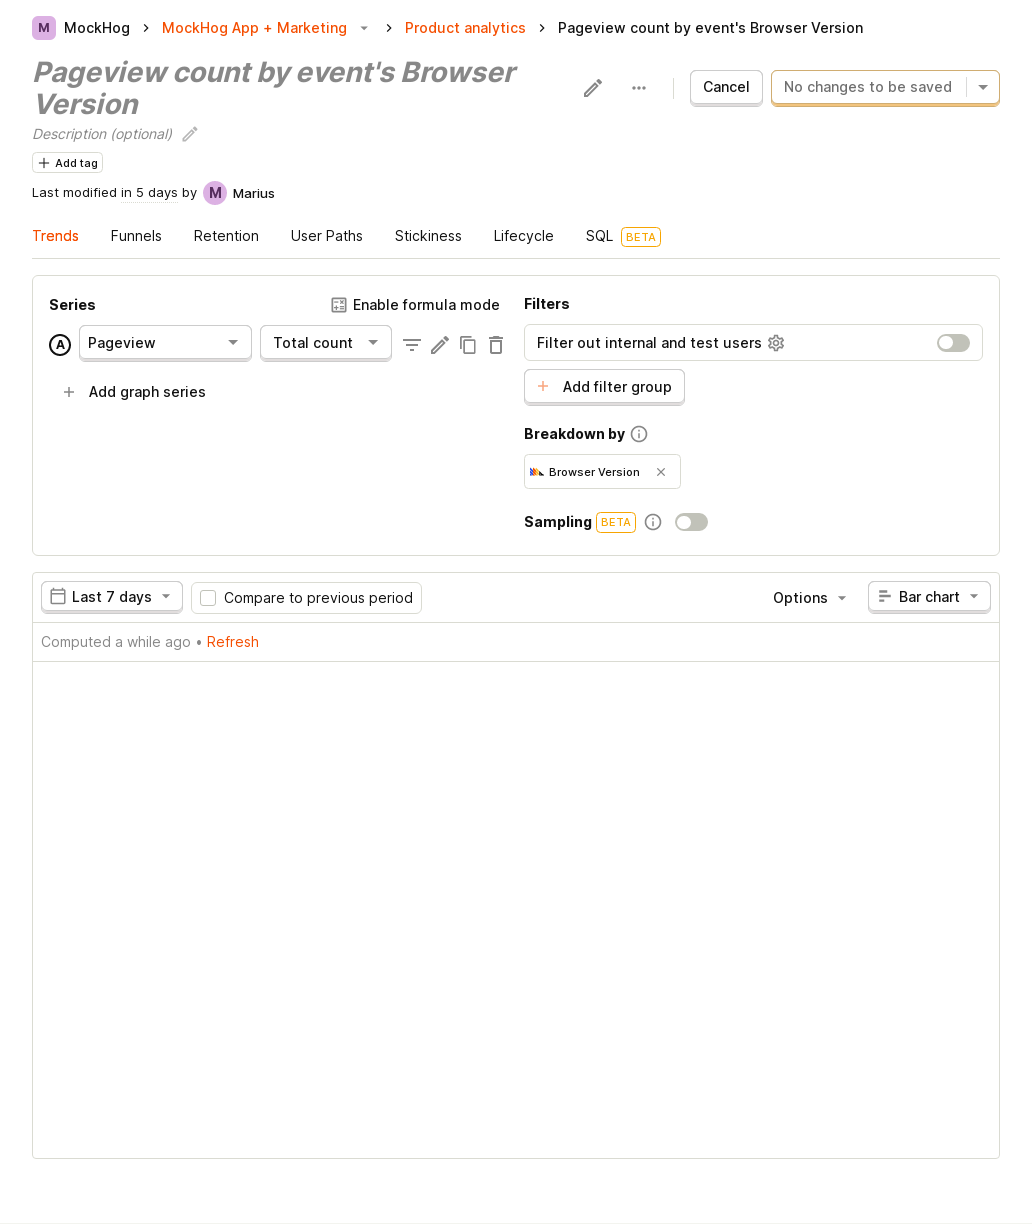 M MockHog MockHog App + Marketing Product analytics Pageview count by event's Browser Version
Pageview count by event's Browser
Version
Cancel No changes to be saved
Description (optional)
Add tag
Last modified in 5 days by M Marius
Trends Funnels Retention User Paths Stickiness Lifecycle SQL BETA
Series Enable formula mode
A Pageview Total count
Add graph series
Filters
Filter out internal and test users
Add filter group
Breakdown by
Browser Version
Sampling BETA
Last 7 days Compare to previous period Options Bar chart
Computed a while ago • Refresh